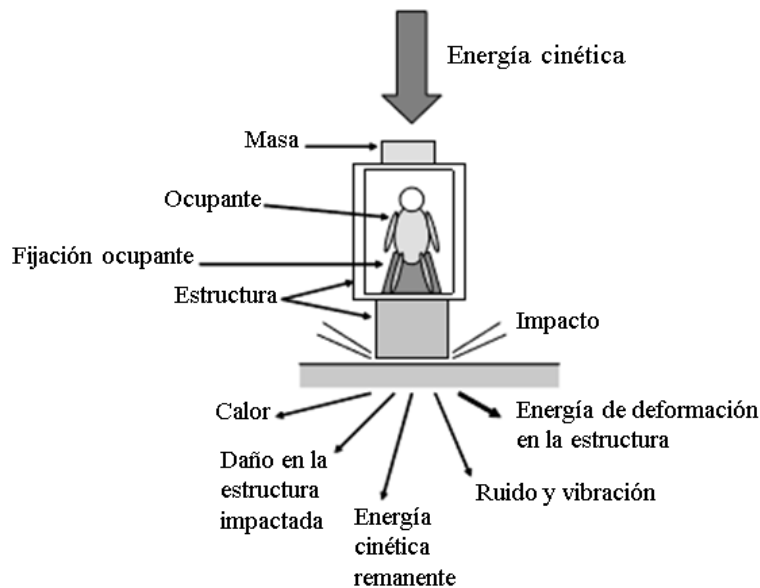 Energía cinética
Masa
Ocupante
Fijación ocupante
Estructura
Impacto
Calor
Energía de deformación
en la estructura
Daño en la
estructura
impactada
Ruido y vibración
Energía
cinética
remanente